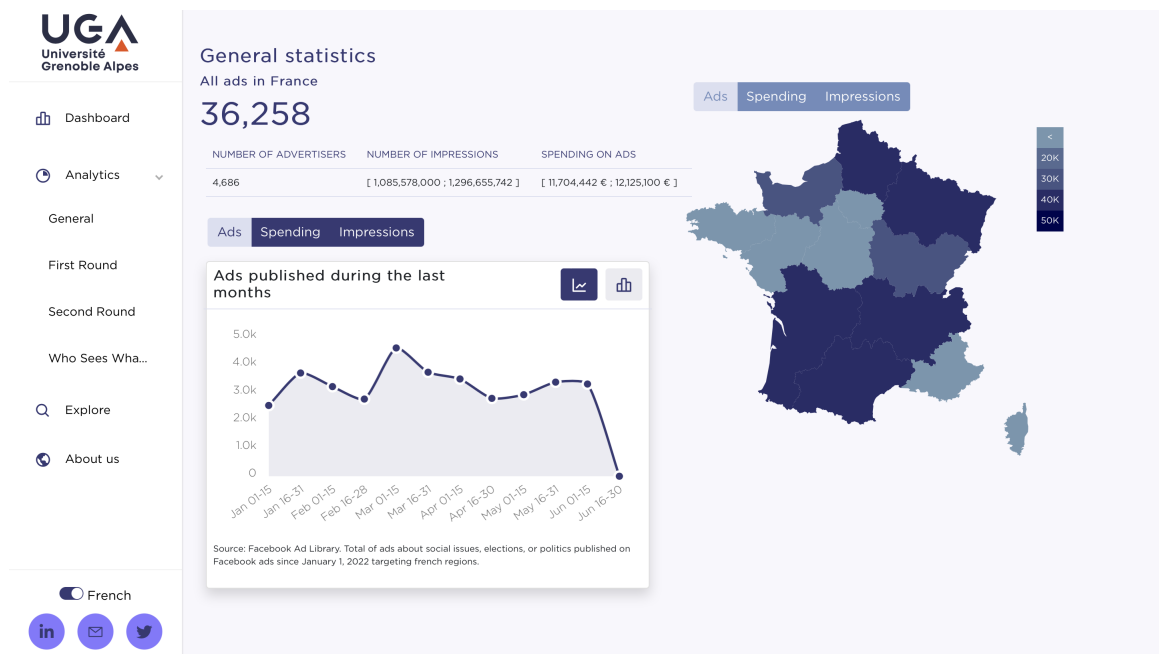 UGA
Université
Grenoble Alpes
Dashboard
Analytics
General
First Round
Second Round
Who Sees Wha...
Explore
About us
French
in
General statistics
All ads in France
36,258
NUMBER OF ADVERTISERS NUMBER OF IMPRESSIONS SPENDING ON ADS
4,686 [ 1,085,578,000 ; 1,296,655,742 ] [ 11,704,442 € ; 12,125,100 € ]
Ads Spending Impressions
Ads published during the last
months
5.0k
4.0k
3.0k
2.0k
1.0k
0
Jan 01-15 Jan 16-31 Feb 01-15 Feb 16-28 Mar 01-15 Mar 16-31 Apr 01-15 Apr 16-30 May 01-15 May 16-31 Jun 01-15 Jun 16-30
Source: Facebook Ad Library. Total of ads about social issues, elections, or politics published on
Facebook ads since January 1, 2022 targeting french regions.
Ads Spending Impressions
<
20K
30K
40K
50K